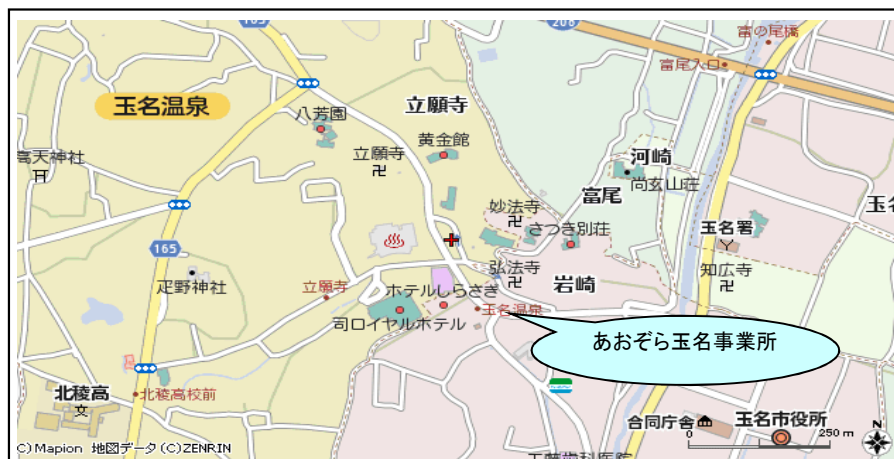 163
208
富の尾橋
富尾入口
玉名温泉
立願寺
八芳園
黄金館
立願寺
河崎
尚玄山荘
富尾
妙法寺
さつき別荘
玉名署
玉名
165
疋野神社
立願寺
弘法寺
岩崎
知広寺
ホテルしらさぎ
玉名温泉
司ロイヤルホテル
あおぞら玉名事業所
北稜高
北稜高校前
合同庁舎
玉名市役所
N
0
250 m
(C) Mapion 地図データ (C)ZENRIN